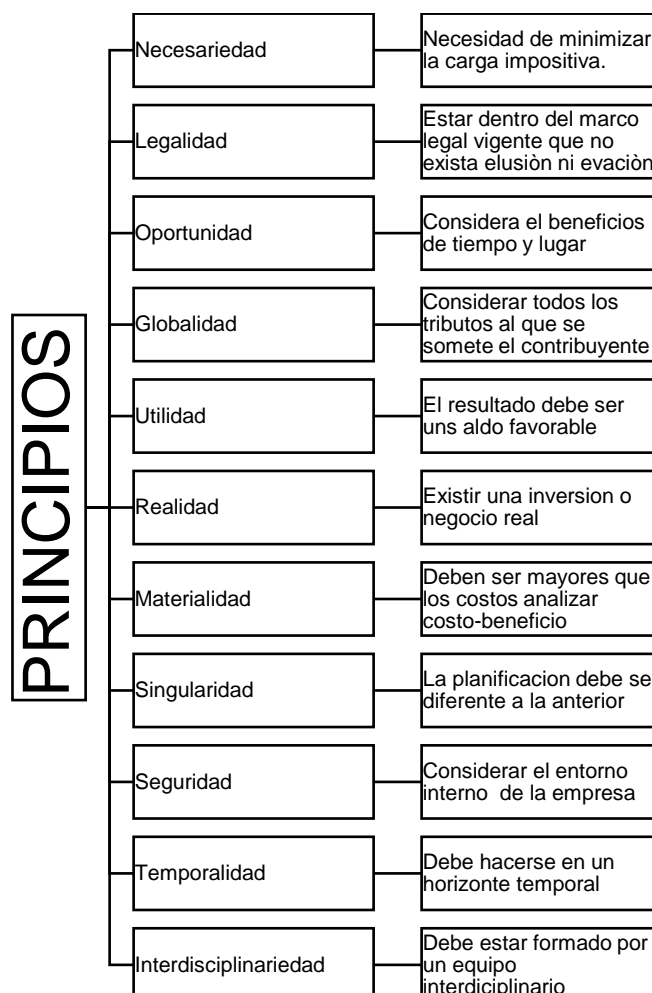 PRINCIPIOS
Necesariedad
Necesidad de minimizar
la carga impositiva.
Legalidad
Estar dentro del marco
legal vigente que no
exista elusiòn ni evaciòn
Oportunidad
Considera el beneficios
de tiempo y lugar
Globalidad
Considerar todos los
tributos al que se
somete el contribuyente
Utilidad
El resultado debe ser
uns aldo favorable
Realidad
Existir una inversion o
negocio real
Materialidad
Deben ser mayores que
los costos analizar
costo-beneficio
Singularidad
La planificacion debe se
diferente a la anterior
Seguridad
Considerar el entorno
interno de la empresa
Temporalidad
Debe hacerse en un
horizonte temporal
Interdisciplinariedad
Debe estar formado por
un equipo
interdiciplinario